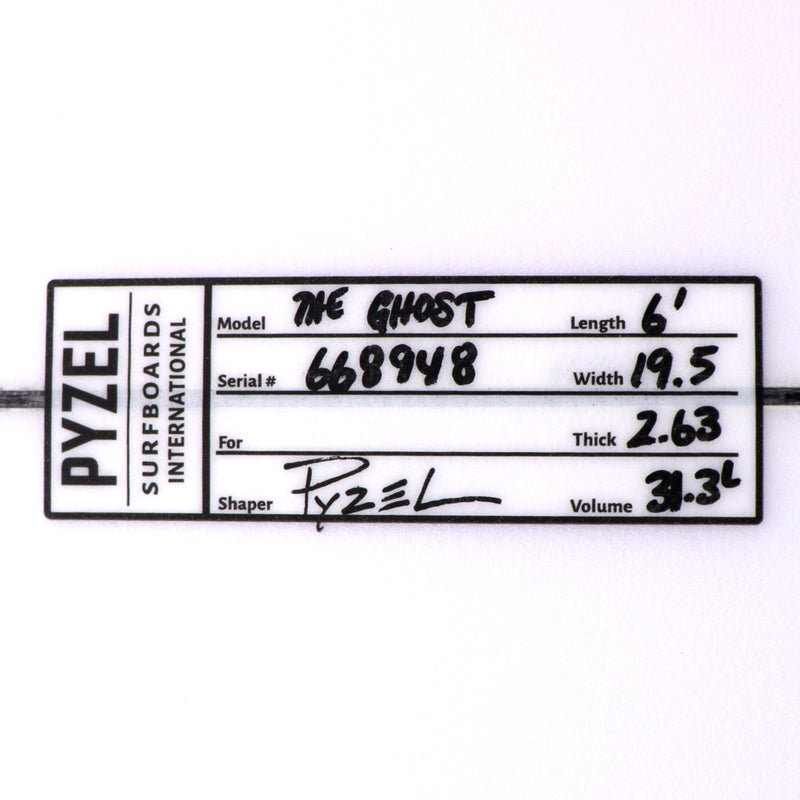 PYZEL
SURFBOARDS
INTERNATIONAL
Model THE GHOST Length 6'
Serial # 668948 Width 19.5
For Thick 2.63
Shaper Pyzel Volume 31.3L